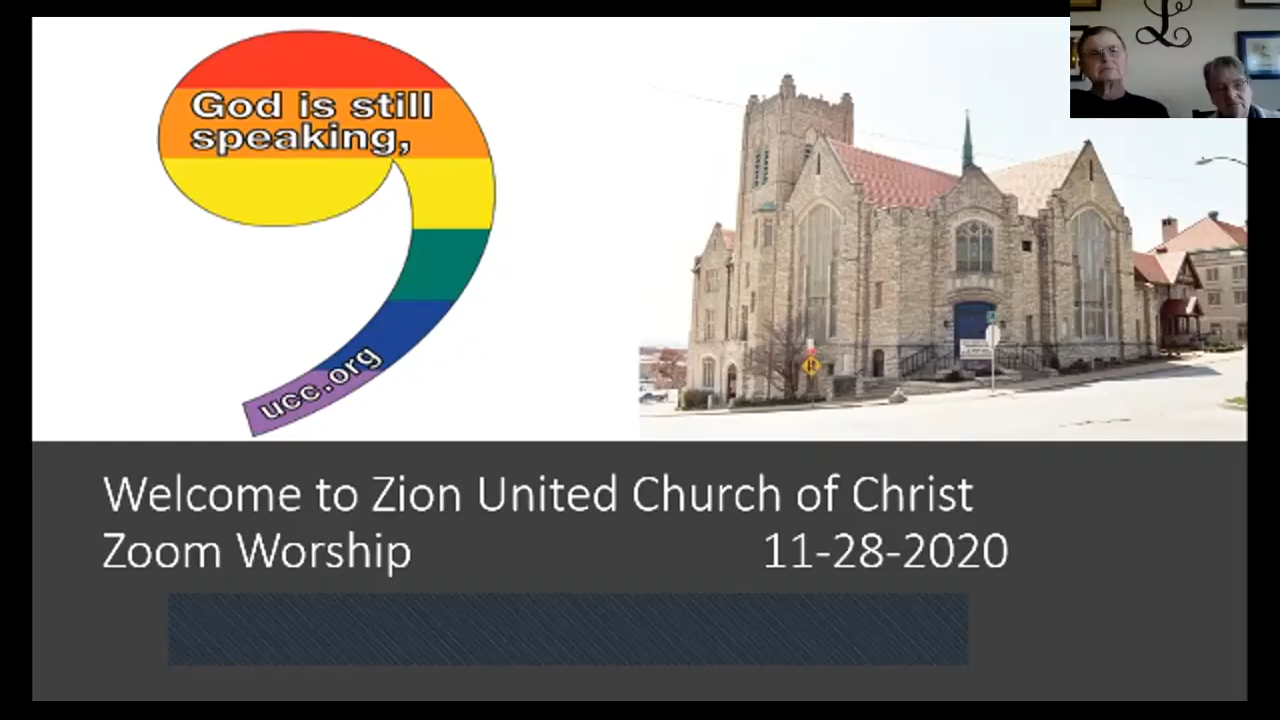 God is still
speaking,
ucc.org
Welcome to Zion United Church of Christ
Zoom Worship 11-28-2020